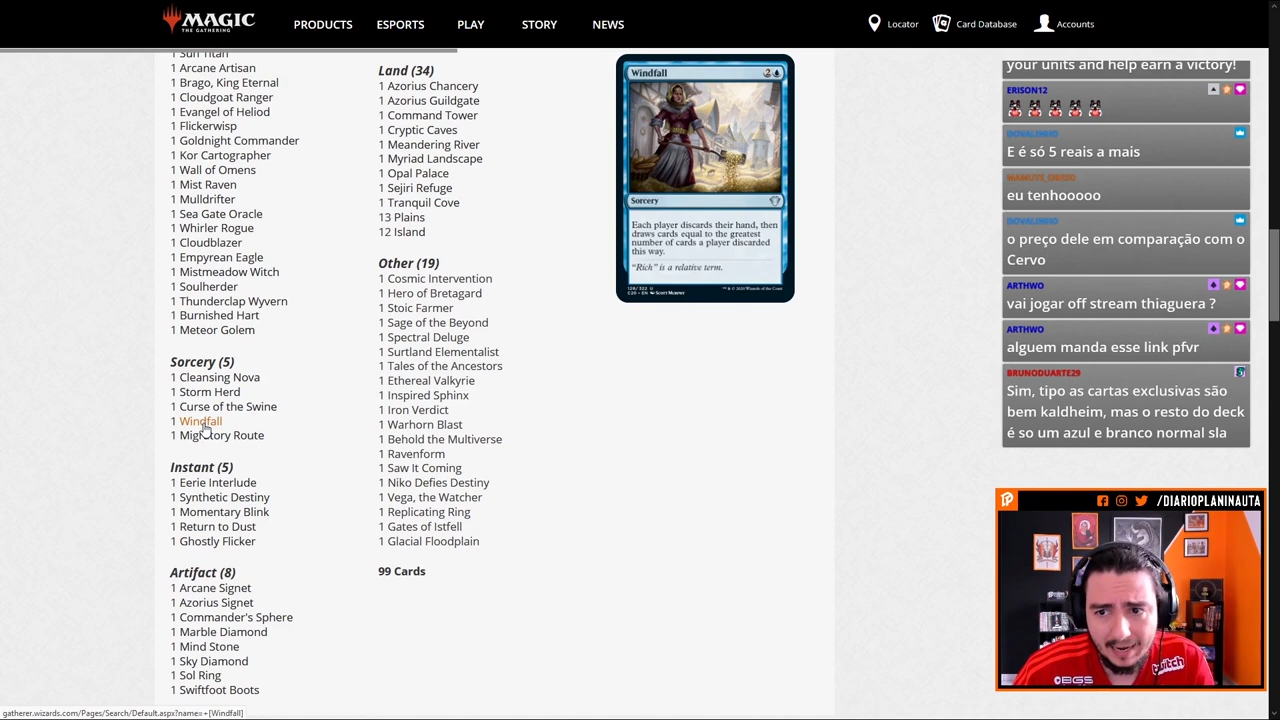 MAGIC
THE GATHERING
PRODUCTS
ESPORTS
PLAY
STORY
NEWS
Locator
Card Database
Accounts
1 Sun Titan
1 Arcane Artisan
1 Brago, King Eternal
1 Cloudgoat Ranger
1 Evangel of Heliod
1 Flickerwisp
1 Goldnight Commander
1 Kor Cartographer
1 Wall of Omens
1 Mist Raven
1 Mulldrifter
1 Sea Gate Oracle
1 Whirler Rogue
1 Cloudblazer
1 Empyrean Eagle
1 Mistmeadow Witch
1 Soulherder
1 Thunderclap Wyvern
1 Burnished Hart
1 Meteor Golem
Sorcery (5)
1 Cleansing Nova
1 Storm Herd
1 Curse of the Swine
1 Windfall
1 Migratory Route
Instant (5)
1 Eerie Interlude
1 Synthetic Destiny
1 Momentary Blink
1 Return to Dust
1 Ghostly Flicker
Artifact (8)
1 Arcane Signet
1 Azorius Signet
1 Commander's Sphere
1 Marble Diamond
1 Mind Stone
1 Sky Diamond
1 Sol Ring
1 Swiftfoot Boots
Land (34)
1 Azorius Chancery
1 Azorius Guildgate
1 Command Tower
1 Cryptic Caves
1 Meandering River
1 Myriad Landscape
1 Opal Palace
1 Sejiri Refuge
1 Tranquil Cove
13 Plains
12 Island
Other (19)
1 Cosmic Intervention
1 Hero of Bretagard
1 Stoic Farmer
1 Sage of the Beyond
1 Spectral Deluge
1 Surtland Elementalist
1 Tales of the Ancestors
1 Ethereal Valkyrie
1 Inspired Sphinx
1 Iron Verdict
1 Warhorn Blast
1 Behold the Multiverse
1 Ravenform
1 Saw It Coming
1 Niko Defies Destiny
1 Vega, the Watcher
1 Replicating Ring
1 Gates of Istfell
1 Glacial Floodplain
99 Cards
Windfall 2
Sorcery
Each player discards their hand, then
draws cards equal to the greatest
number of cards a player discarded
this way.
"Rich" is a relative term.
your units and help earn a victory!
ERISON12
DOVALINHO
E é só 5 reais a mais
eu tenhooooo
DOVALINHO
o preço dele em comparação com o
Cervo
ARTHWO
vai jogar off stream thiaguera ?
ARTHWO
alguem manda esse link pfvr
BRUNODUARTE29
Sim, tipo as cartas exclusivas são
bem kaldheim, mas o resto do deck
é so um azul e branco normal sla
/DIARIOPLANINAUTA
twitch
BGS
gatherer.wizards.com/Pages/Search/Default.aspx?name=+[Windfall]